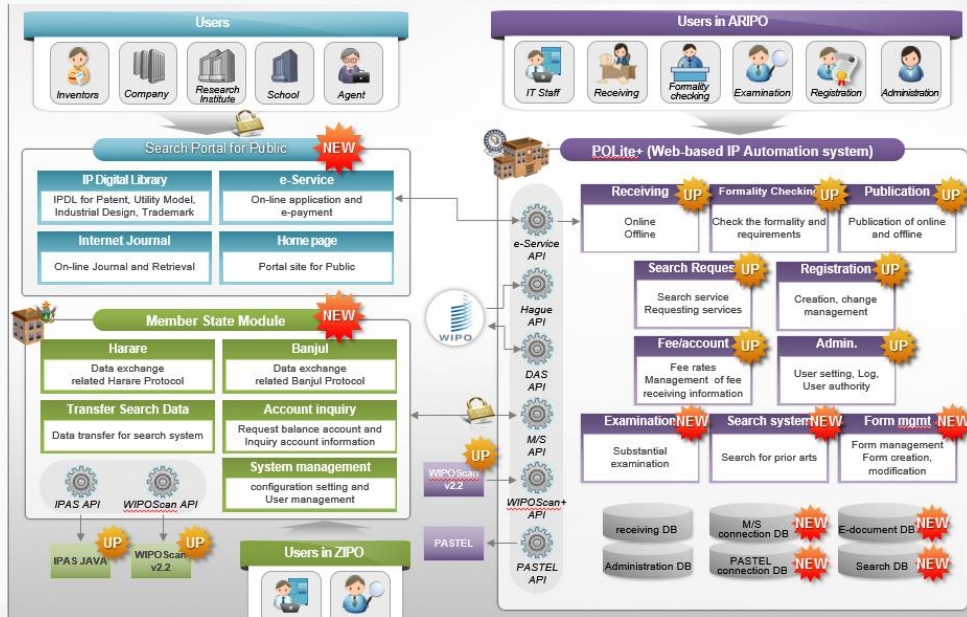 Users
Inventors
Company
Research
Institute
School
Agent
Users in ARIPO
IT Staff
Receiving
Formality
checking
Examination
Registration
Administration
Search Portal for Public
NEW
IP Digital Library
IPDL for Patent, Utility Model,
Industrial Design, Trademark
e-Service
On-line application and
e-payment
Internet Journal
On-line Journal and Retrieval
Home page
Portal site for Public
Member State Module
NEW
Harare
Data exchange
related Harare Protocol
Banjul
Data exchange
related Banjul Protocol
Transfer Search Data
Data transfer for search system
Account inquiry
Request balance account and
Inquiry account information
System management
configuration setting and
User management
IPAS API
WIPOScan API
IPAS JAVA
UP
WIPOScan
v2.2
UP
Users in ZIPO
WIPO
WIPOScan
v2.2
UP
PASTEL
POLite+ (Web-based IP Automation system)
e-Service
API
Hague
API
DAS
API
M/S
API
WIPOScan+
API
PASTEL
API
Receiving
UP
Online
Offline
Formality Checking
UP
Check the formality and
requirements
Publication
UP
Publication of online
and offline
Search Request
UP
Search service
Requesting services
Registration
UP
Creation, change
management
Fee/account
UP
Fee rates
Management of fee
receiving information
Admin.
UP
User setting, Log,
User authority
Examination
NEW
Substantial
examination
Search system
NEW
Search for prior arts
Form mgmt
NEW
Form management
Form creation,
modification
receiving DB
M/S
connection DB
NEW
E-document DB
NEW
Administration DB
PASTEL
connection DB
NEW
Search DB
NEW